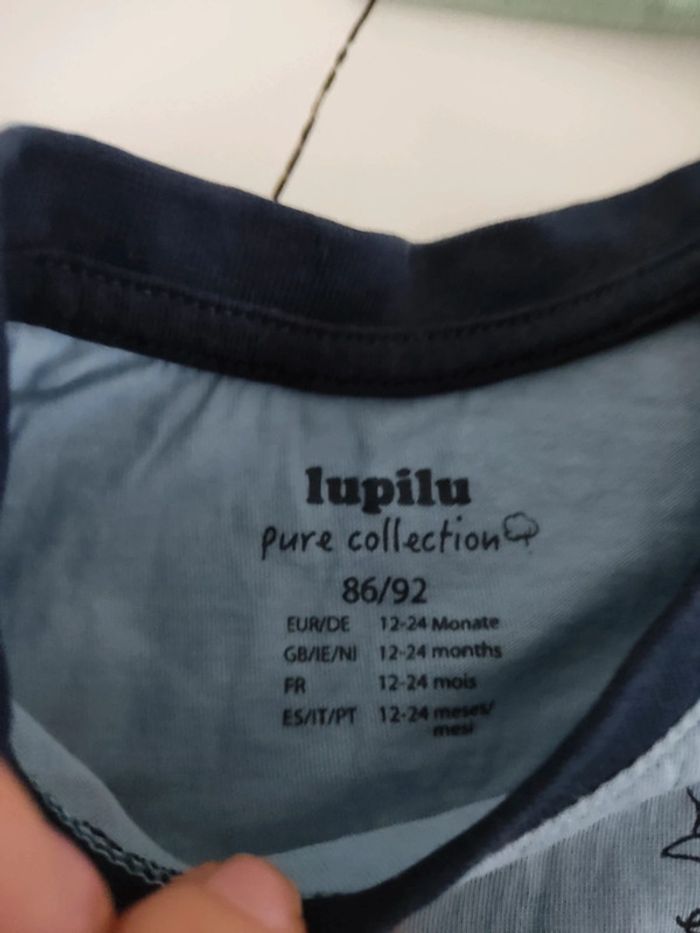 lupilu
pure collection
86/92
EUR/DE 12-24 Monate
GB/IE/NI 12-24 months
FR 12-24 mois
ES/IT/PT 12-24 meses/
mesi